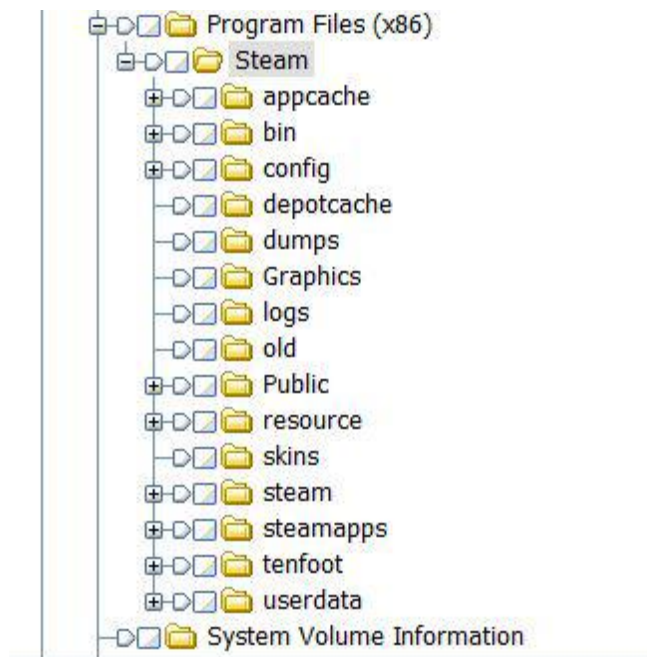 Program Files (x86)
Steam
appcache
bin
config
depotcache
dumps
Graphics
logs
old
Public
resource
skins
steam
steamapps
tenfoot
userdata
System Volume Information